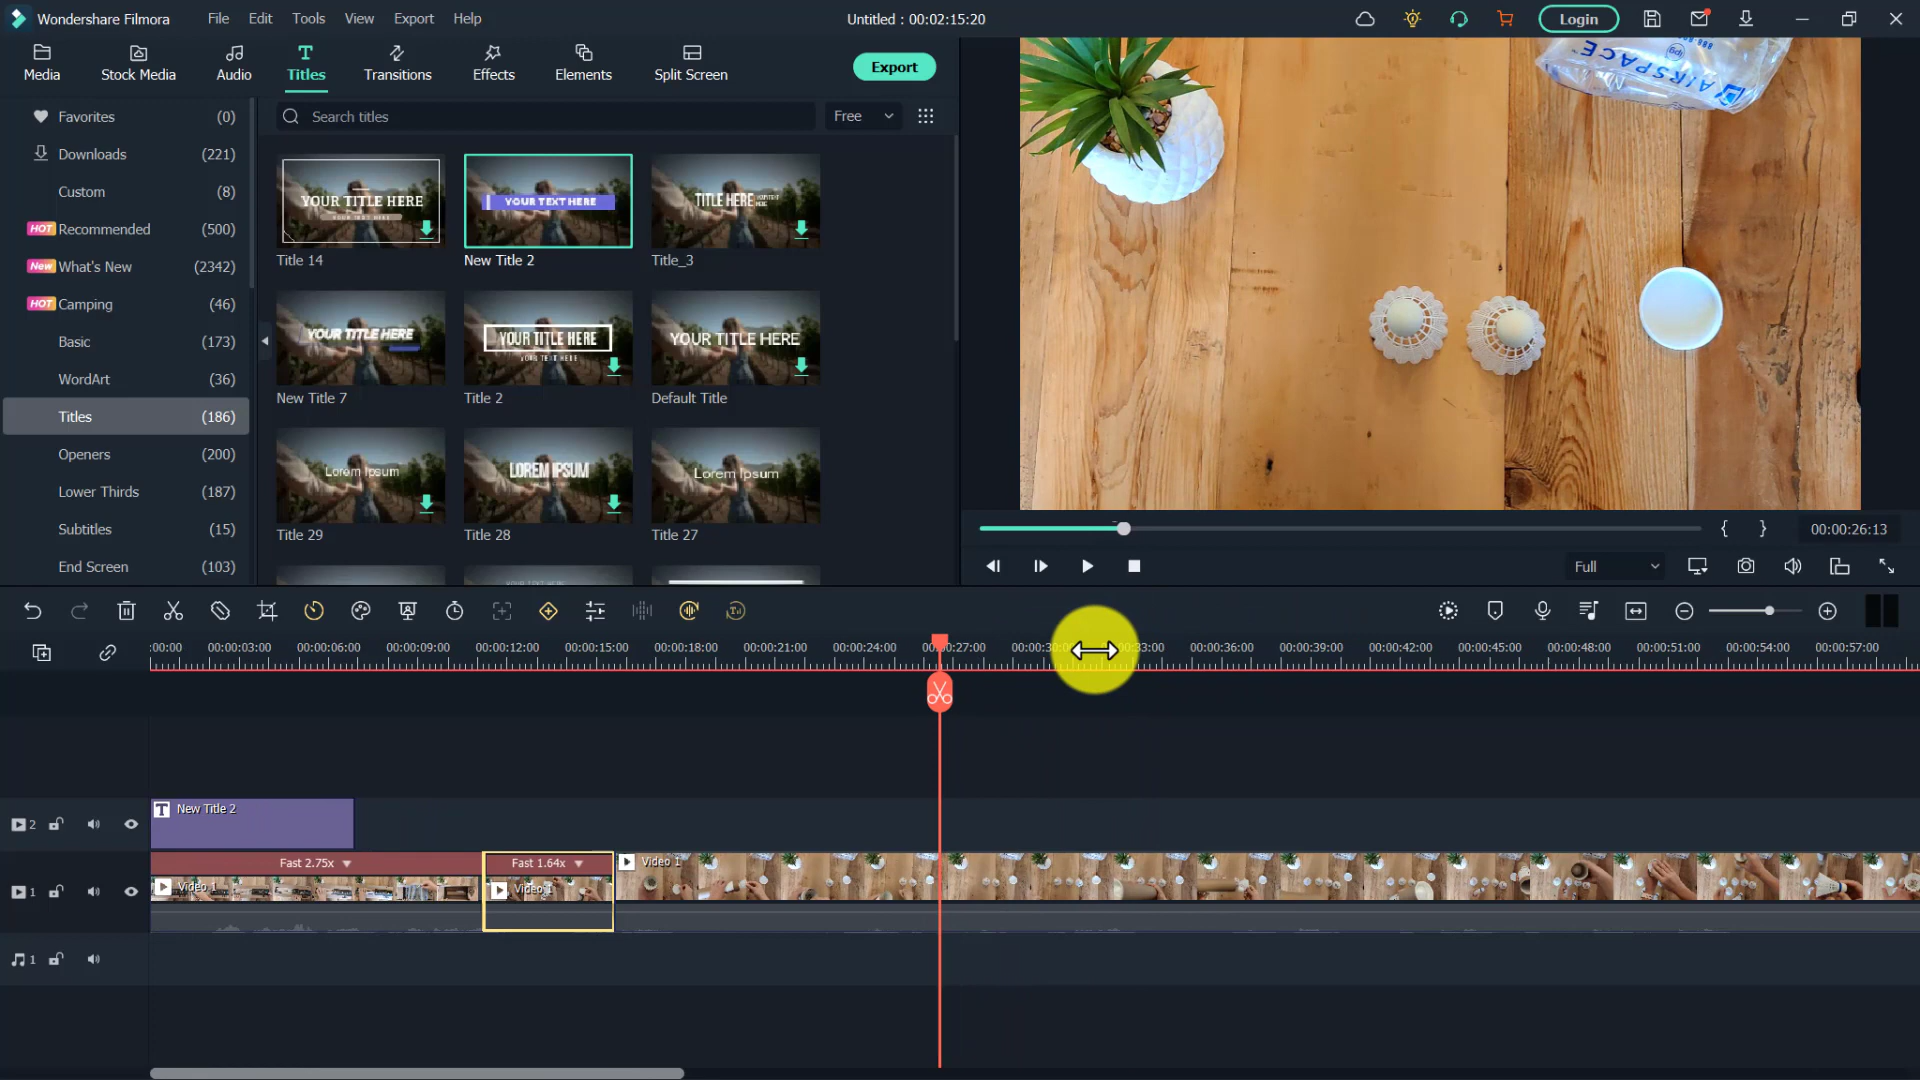 Wondershare Filmora
File
Edit
Tools
View
Export
Help
Untitled : 00:02:15:20
Login
Media
Stock Media
Audio
Titles
Transitions
Effects
Elements
Split Screen
Export
Favorites (0)
Downloads (221)
Custom (8)
HOT Recommended (500)
New What's New (2342)
HOT Camping (46)
Basic (173)
WordArt (36)
Titles (186)
Openers (200)
Lower Thirds (187)
Subtitles (15)
End Screen (103)
Search titles
Free
YOUR TITLE HERE
Title 14
YOUR TEXT HERE
New Title 2
TITLE HERE
Title_3
YOUR TITLE HERE
New Title 7
YOUR TITLE HERE
YOUR TEXT HERE
Title 2
YOUR TITLE HERE
Default Title
Lorem Ipsum
Title 29
LOREM IPSUM
Title 28
Lorem Ipsum
Title 27
AIRSPACE
00:00:26:13
Full
:00:00
00:00:03:00
00:00:06:00
00:00:09:00
00:00:12:00
00:00:15:00
00:00:18:00
00:00:21:00
00:00:24:00
00:00:27:00
00:00:36:00
00:00:39:00
00:00:42:00
00:00:45:00
00:00:48:00
00:00:51:00
00:00:54:00
00:00:57:00
2
T New Title 2
Fast 2.75x
Fast 1.64x
Video 1
Video 1
Video 1
1
1